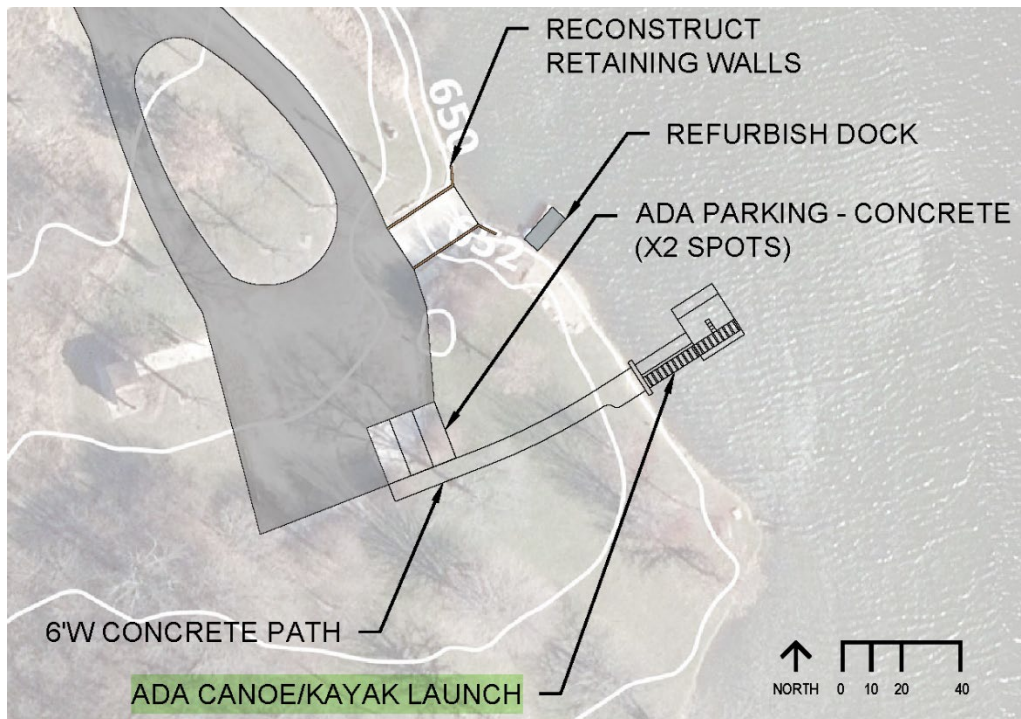 RECONSTRUCT
RETAINING WALLS
650
REFURBISH DOCK
ADA PARKING - CONCRETE
(X2 SPOTS)
652
6'W CONCRETE PATH
ADA CANOE/KAYAK LAUNCH
NORTH 0 10 20 40